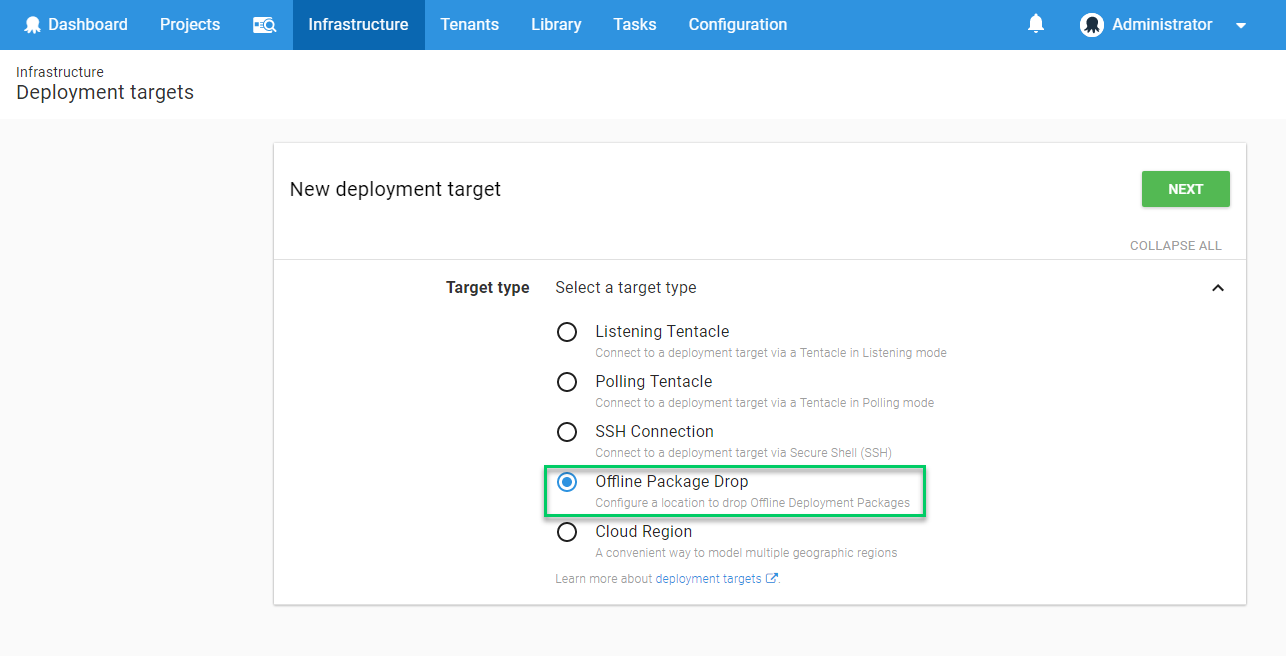 Dashboard Projects Infrastructure Tenants Library Tasks Configuration Administrator
Infrastructure
Deployment targets
New deployment target
NEXT
COLLAPSE ALL
Target type Select a target type
Listening Tentacle
Connect to a deployment target via a Tentacle in Listening mode
Polling Tentacle
Connect to a deployment target via a Tentacle in Polling mode
SSH Connection
Connect to a deployment target via Secure Shell (SSH)
Offline Package Drop
Configure a location to drop Offline Deployment Packages
Cloud Region
A convenient way to model multiple geographic regions
Learn more about deployment targets.